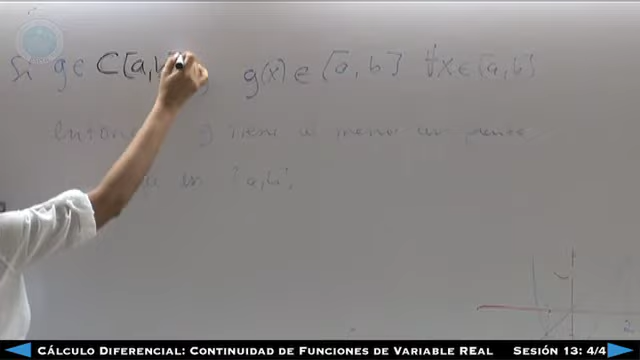 Si g ∈ C[a,b] g(x) ∈ [a,b] ∀x∈[a,b]
entonces g tiene al menos un punto
en [a,b].
CÁLCULO DIFERENCIAL: CONTINUIDAD DE FUNCIONES DE VARIABLE REAL SESIÓN 13: 4/4